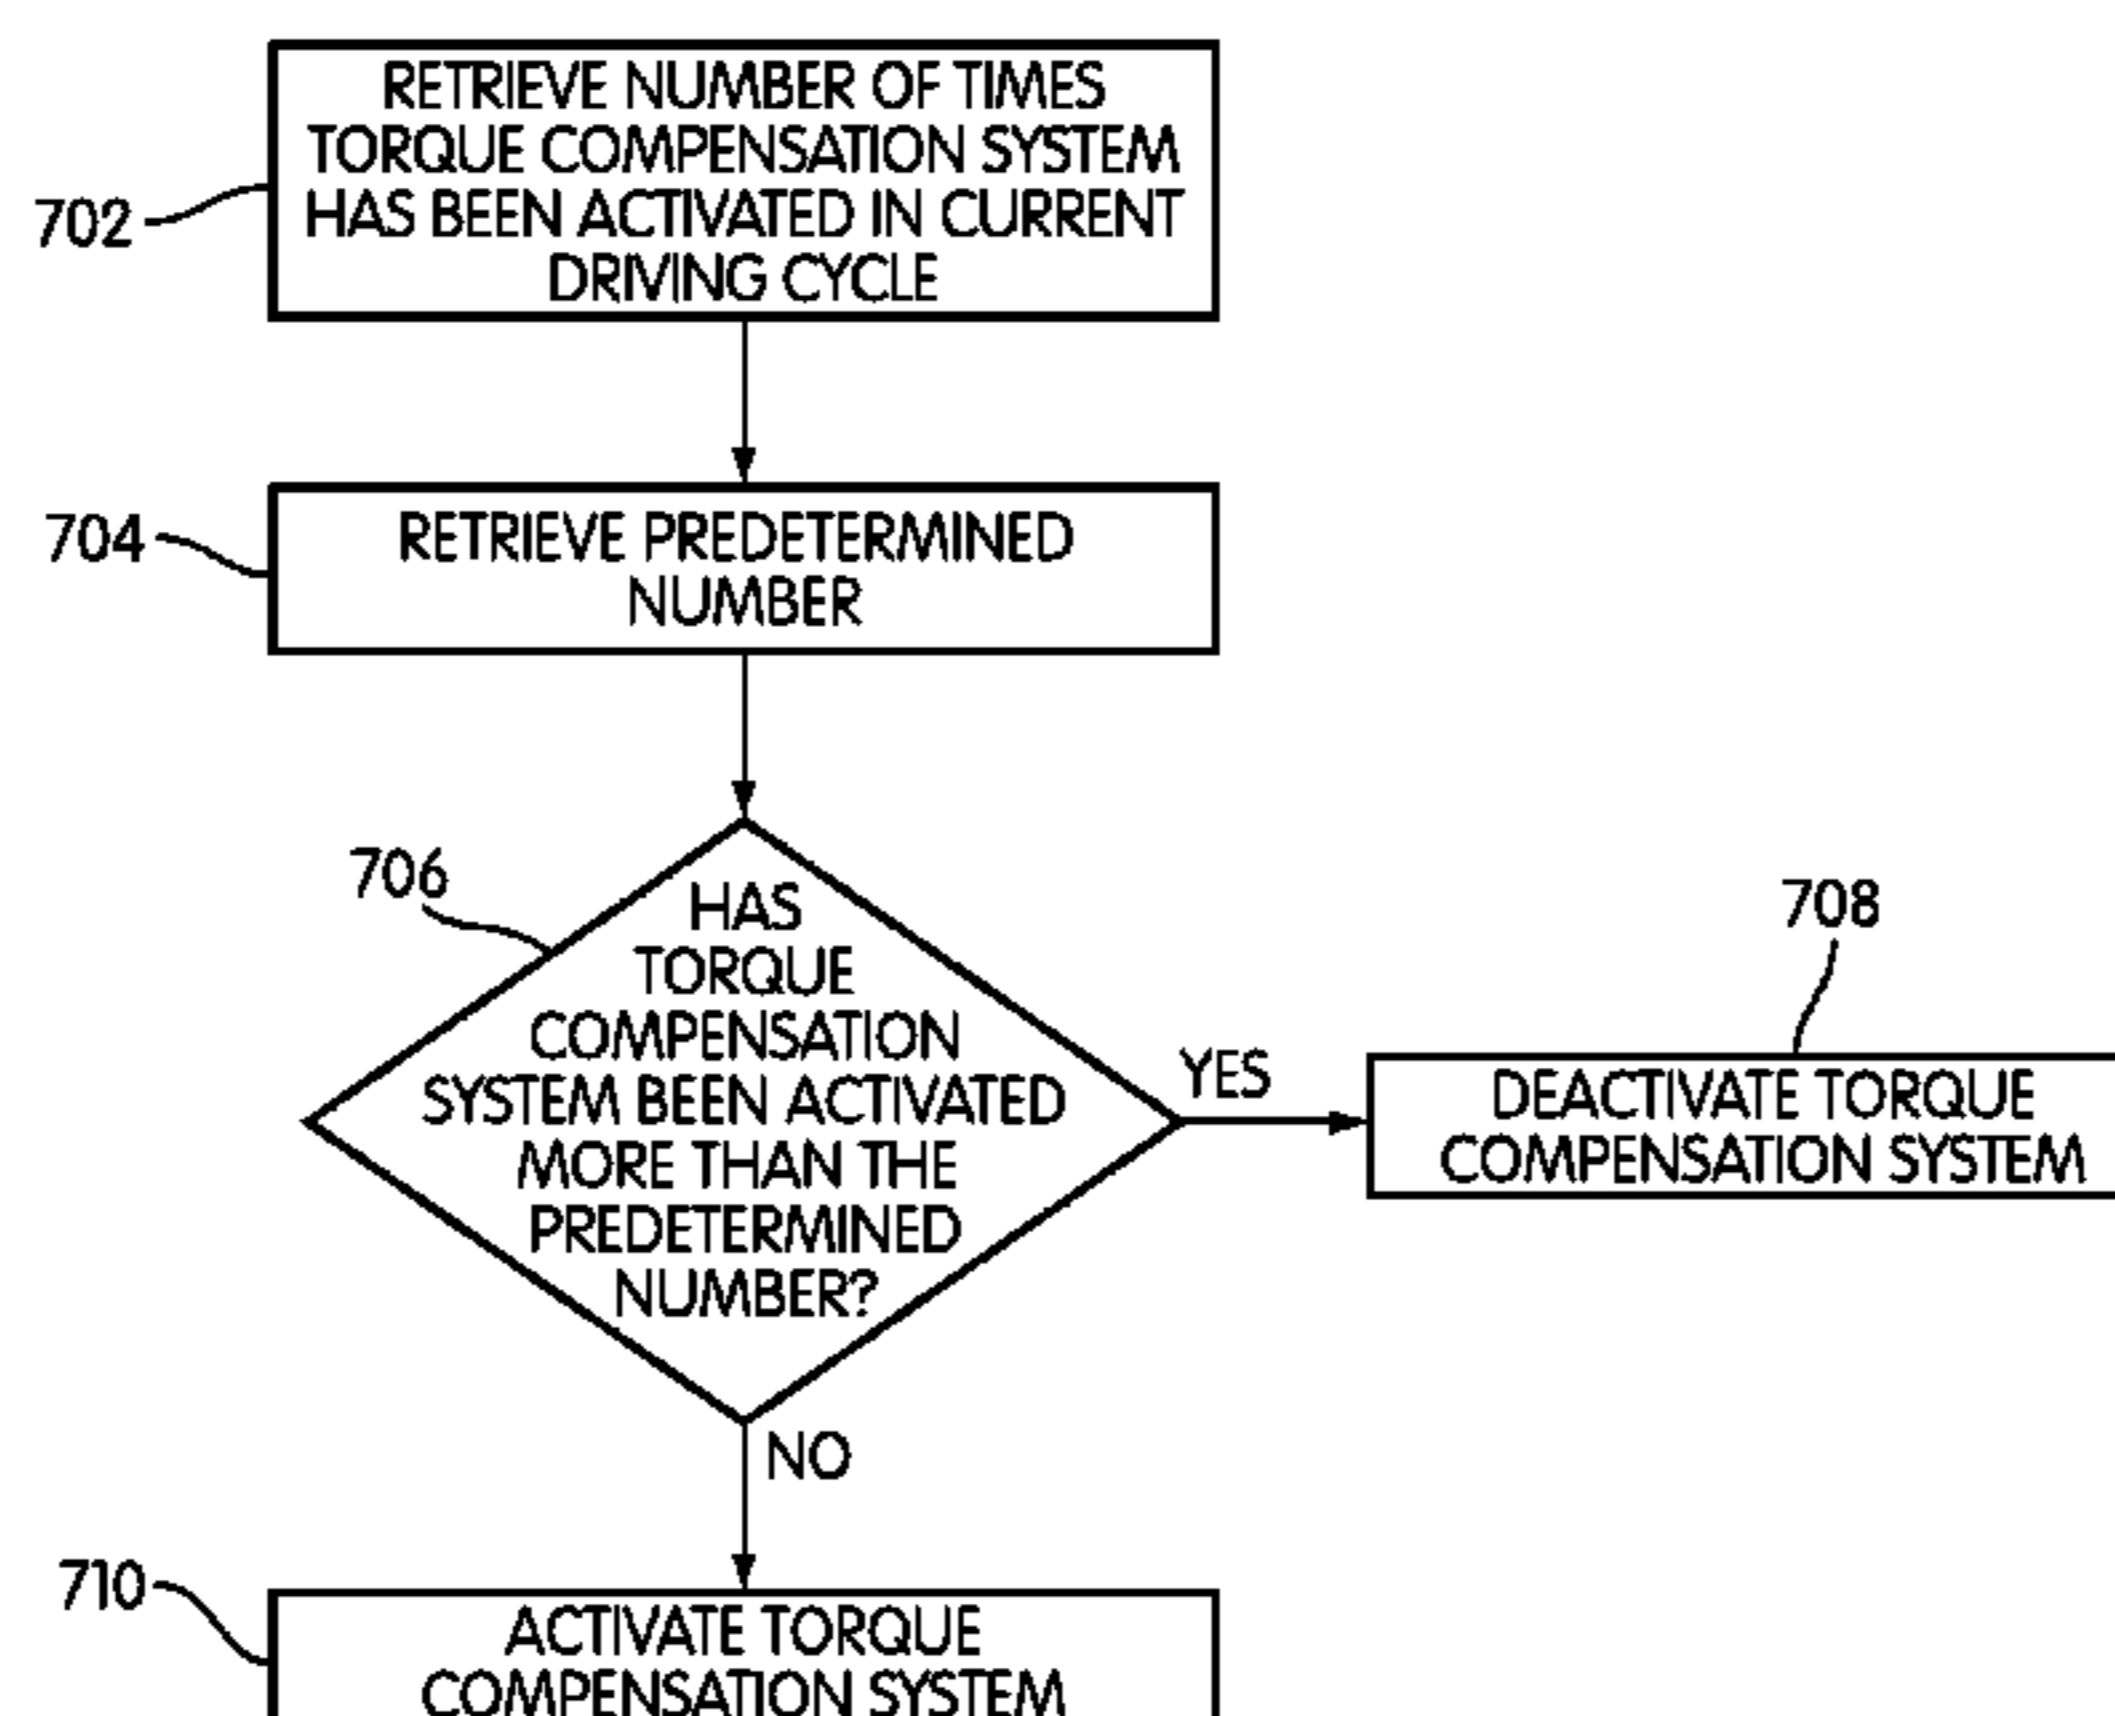 RETRIEVE NUMBER OF TIMES
TORQUE COMPENSATION SYSTEM
HAS BEEN ACTIVATED IN CURRENT
DRIVING CYCLE
702
704
RETRIEVE PREDETERMINED
NUMBER
706
HAS
TORQUE
COMPENSATION
SYSTEM BEEN ACTIVATED
MORE THAN THE
PREDETERMINED
NUMBER?
YES
708
DEACTIVATE TORQUE
COMPENSATION SYSTEM
NO
710
ACTIVATE TORQUE
COMPENSATION SYSTEM